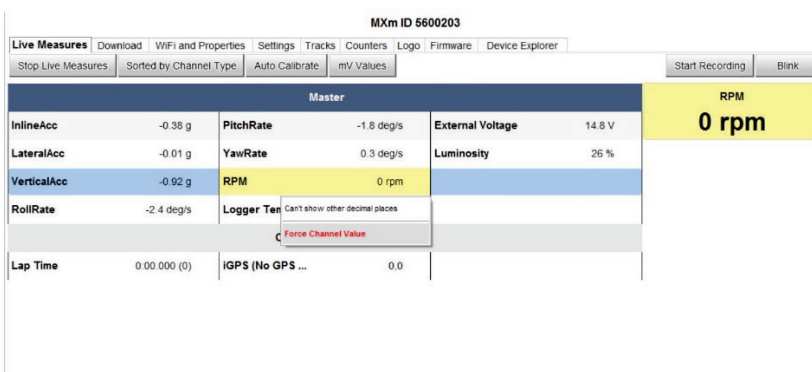 MXm ID 5600203
Live Measures Download WiFi and Properties Settings Tracks Counters Logo Firmware Device Explorer
Stop Live Measures Sorted by Channel Type Auto Calibrate mV Values Start Recording Blink
Master RPM
InlineAcc -0.38 g PitchRate -1.8 deg/s External Voltage 14.8 V 0 rpm
LateralAcc -0.01 g YawRate 0.3 deg/s Luminosity 26 %
VerticalAcc -0.92 g RPM 0 rpm
RollRate -2.4 deg/s Logger Tem Can't show other decimal places
Force Channel Value
Lap Time 0:00.000 (0) iGPS (No GPS ... 0,0